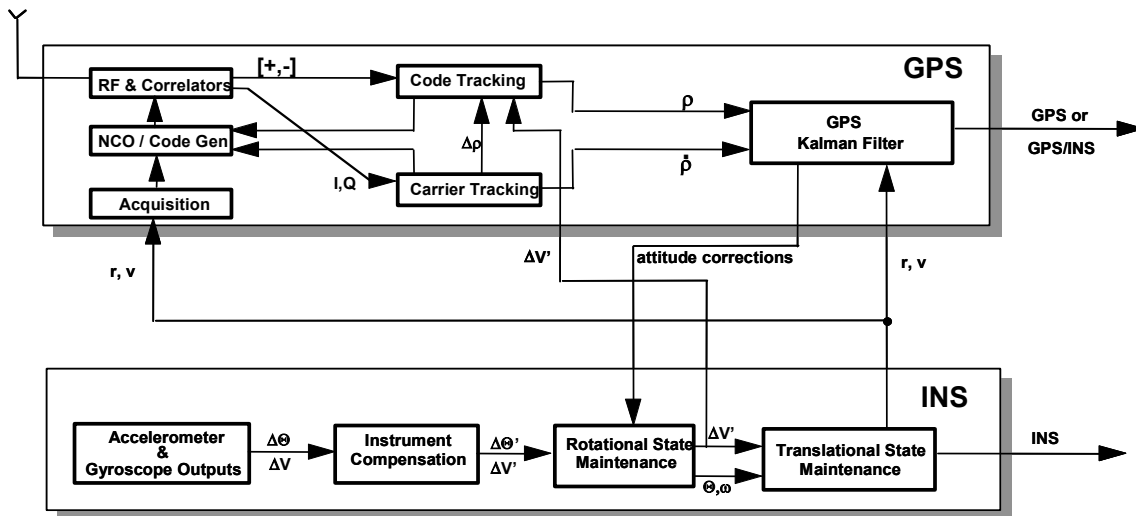 GPS
[+,-]
RF & Correlators
Code Tracking
ρ
GPS
Kalman Filter
GPS or
GPS/INS
NCO / Code Gen
Δρ
ρ̇
I,Q
Carrier Tracking
Acquisition
r, v
ΔV'
attitude corrections
r, v
INS
Accelerometer
&
Gyroscope Outputs
ΔΘ
ΔV
Instrument
Compensation
ΔΘ'
ΔV'
Rotational State
Maintenance
ΔV'
Θ,ω
Translational State
Maintenance
INS